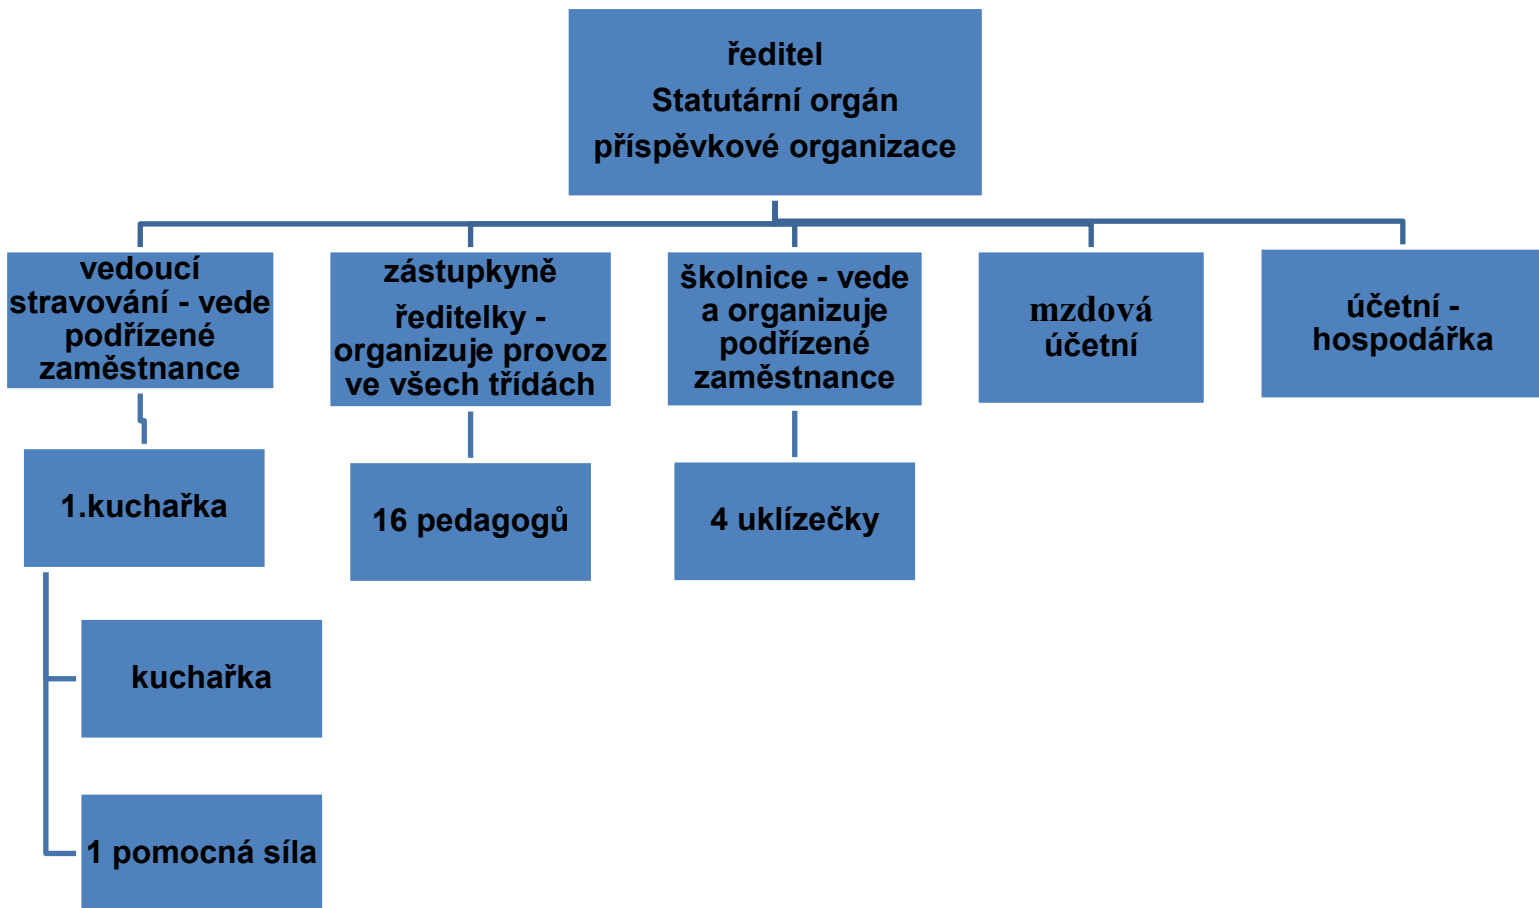 ředitel
Statutární orgán
příspěvkové organizace
vedoucí
stravování - vede
podřízené
zaměstnance
zástupkyně
ředitelky -
organizuje provoz
ve všech třídách
školnice - vede
a organizuje
podřízené
zaměstnance
mzdová
účetní
účetní -
hospodářka
1.kuchařka
16 pedagogů
4 uklízečky
kuchařka
1 pomocná síla